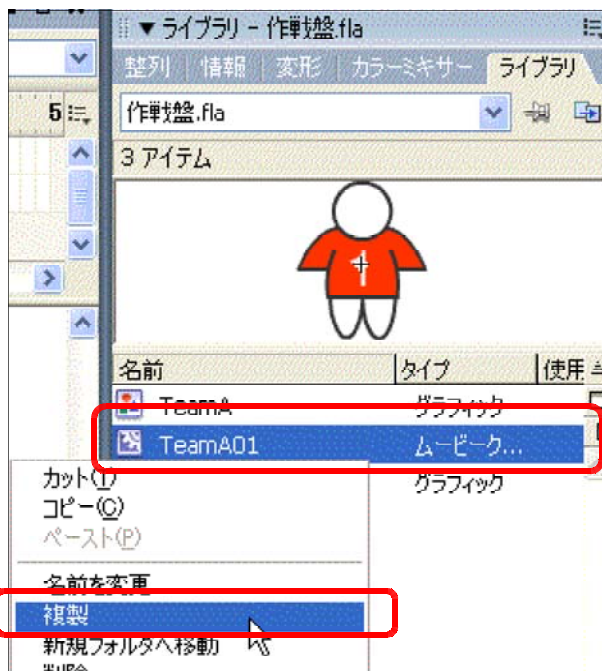 ▼ライブラリ - 作戦盤.fla
整列 情報 変形 カラーミキサー ライブラリ
5
作戦盤.fla
3 アイテム
1
名前 タイプ 使用
TeamA グラフィック
TeamA01 ムービーク...
グラフィック
カット(T)
コピー(C)
ペースト(P)
名前を変更
複製
新規フォルダへ移動
削除